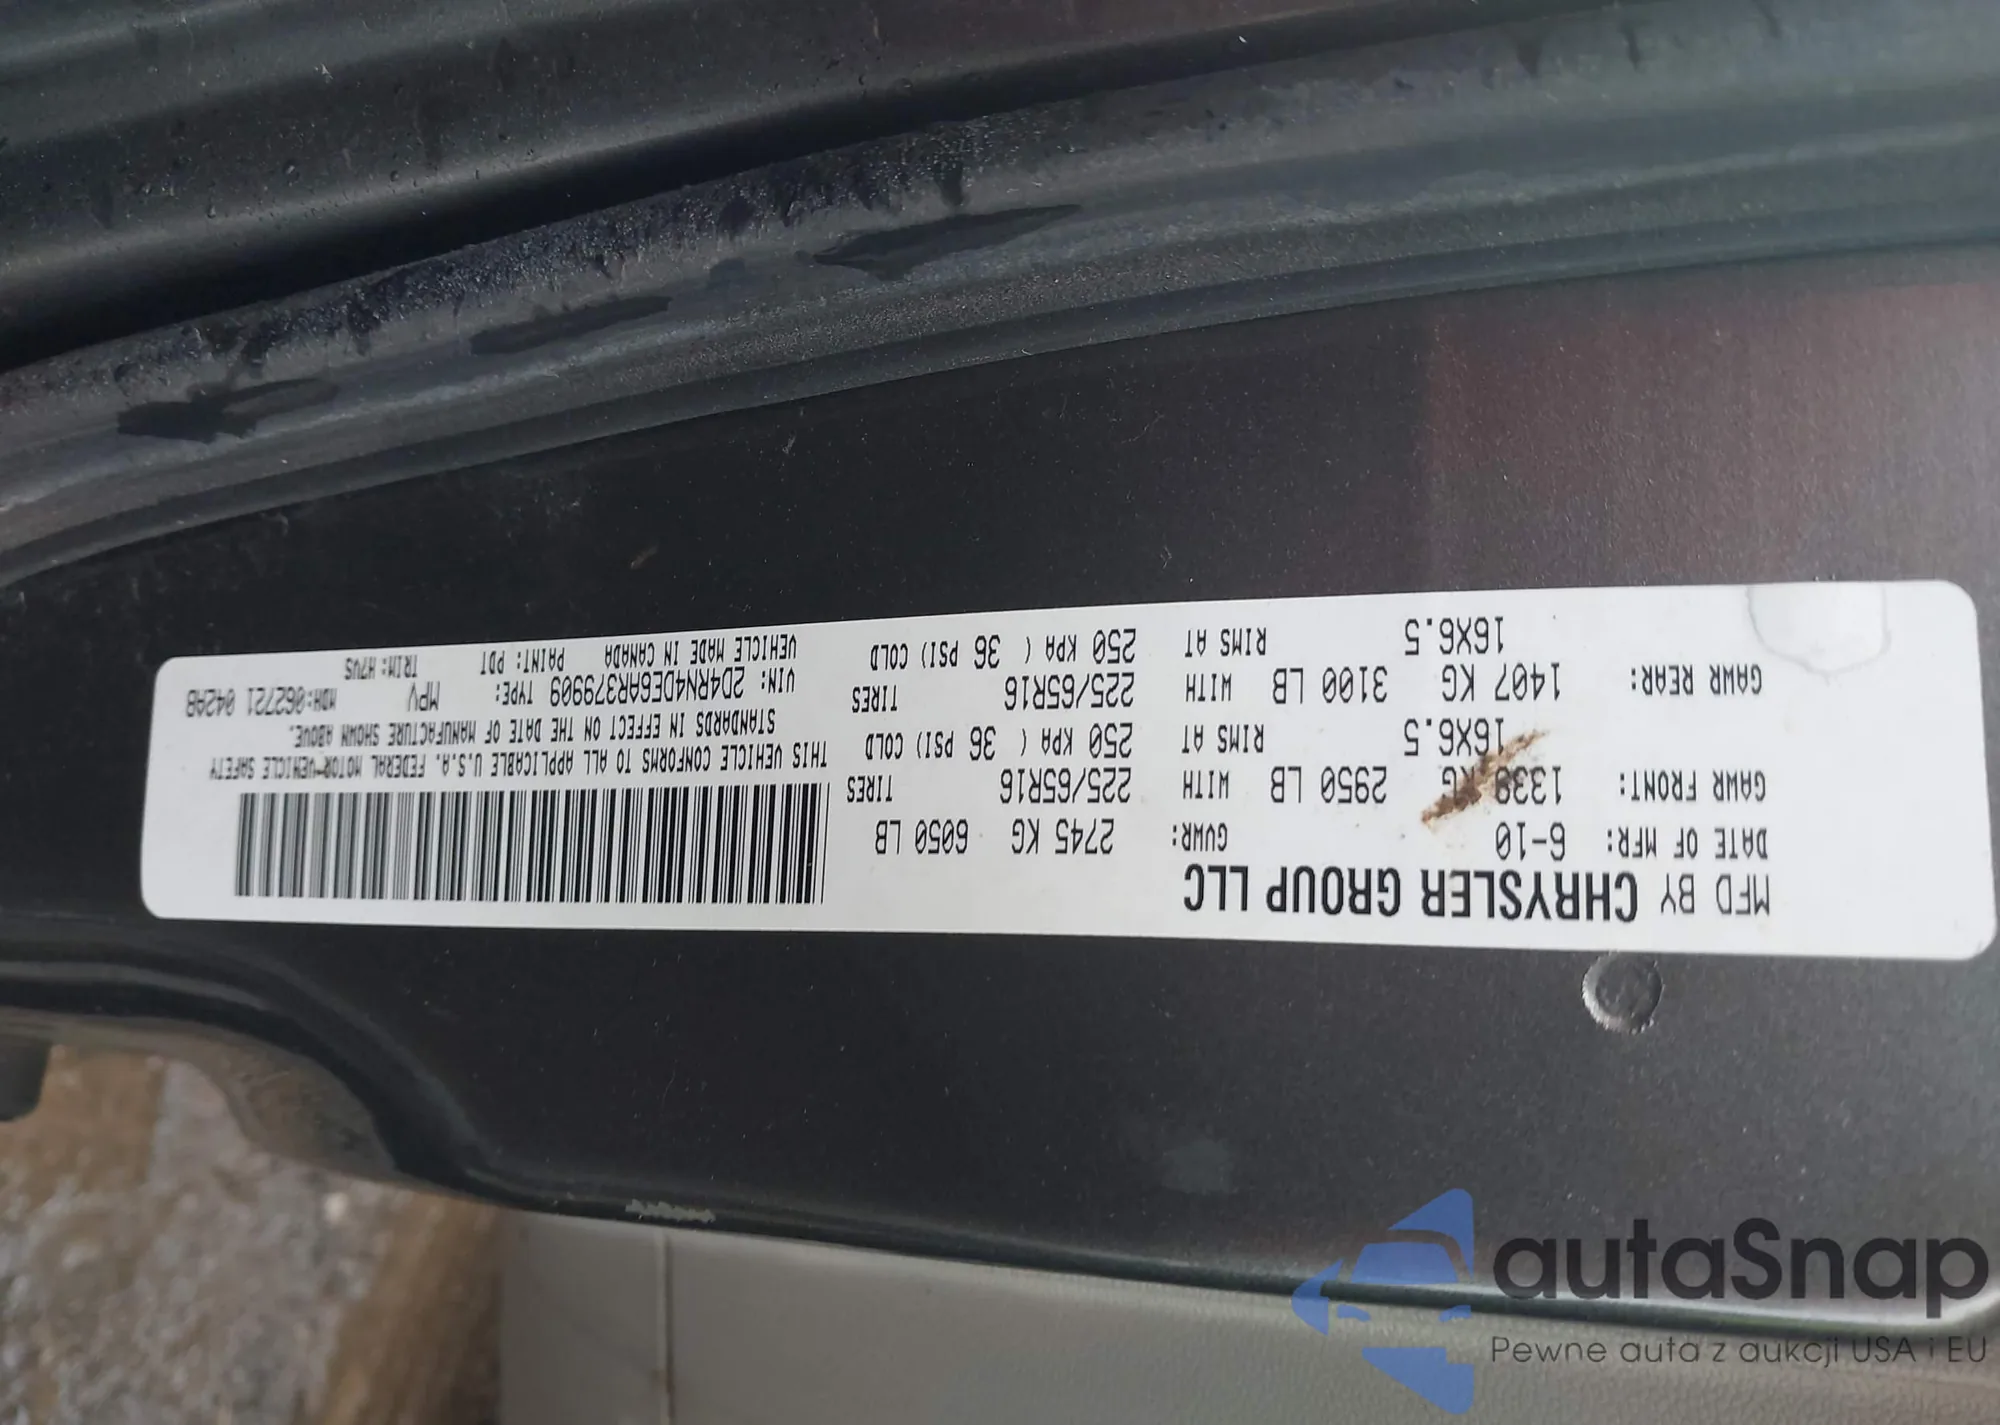 MFD BY CHRYSLER GROUP LLC
DATE OF MFR: 6-10 GVWR: 2745 KG 6050 LB
GAWR FRONT: 1338 KG 2950 LB WITH 225/65R16 TIRES
16X6.5 RIMS AT 250 KPA ( 36 PSI) COLD
GAWR REAR: 1407 KG 3100 LB WITH 225/65R16 TIRES
16X6.5 RIMS AT 250 KPA ( 36 PSI) COLD
THIS VEHICLE CONFORMS TO ALL APPLICABLE U.S.A. FEDERAL MOTOR VEHICLE SAFETY
STANDARDS IN EFFECT ON THE DATE OF MANUFACTURE SHOWN ABOVE.
VIN: 2D4RN4DE6AR379909 TYPE: MPV MDH:062721 042AB
VEHICLE MADE IN CANADA PAINT: PDT TRIM:H7VS
autaSnap
Pewne auta z aukcji USA i EU